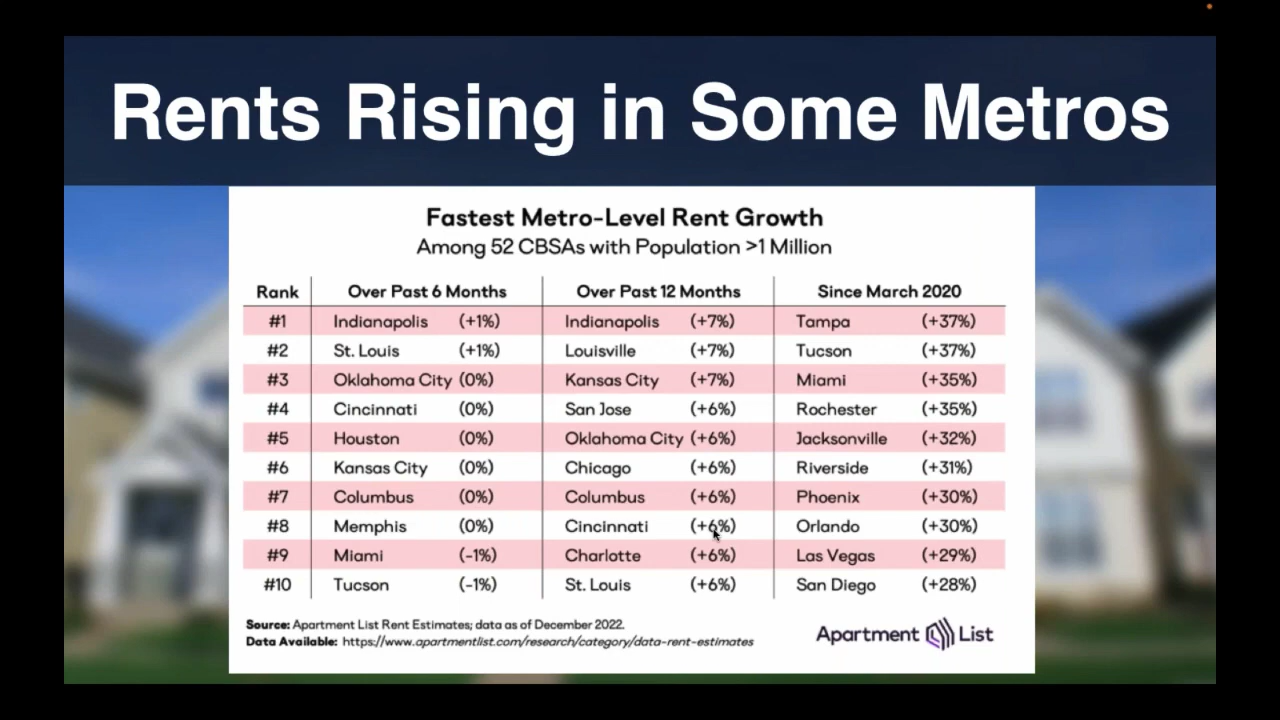 Rents Rising in Some Metros
Fastest Metro-Level Rent Growth
Among 52 CBSAs with Population >1 Million
Rank Over Past 6 Months Over Past 12 Months Since March 2020
#1 Indianapolis (+1%) Indianapolis (+7%) Tampa (+37%)
#2 St. Louis (+1%) Louisville (+7%) Tucson (+37%)
#3 Oklahoma City (0%) Kansas City (+7%) Miami (+35%)
#4 Cincinnati (0%) San Jose (+6%) Rochester (+35%)
#5 Houston (0%) Oklahoma City (+6%) Jacksonville (+32%)
#6 Kansas City (0%) Chicago (+6%) Riverside (+31%)
#7 Columbus (0%) Columbus (+6%) Phoenix (+30%)
#8 Memphis (0%) Cincinnati (+6%) Orlando (+30%)
#9 Miami (-1%) Charlotte (+6%) Las Vegas (+29%)
#10 Tucson (-1%) St. Louis (+6%) San Diego (+28%)
Source: Apartment List Rent Estimates; data as of December 2022.
Data Available: https://www.apartmentlist.com/research/category/data-rent-estimates
Apartment List